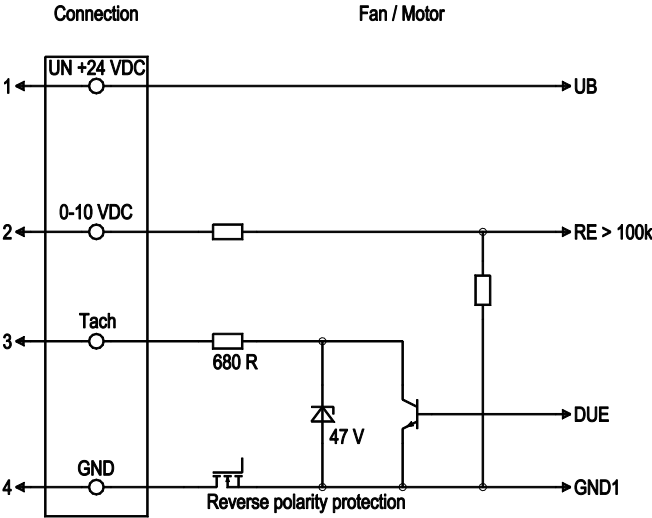 Connection Fan / Motor
UN +24 VDC
1 UB
0-10 VDC
2 RE > 100k
Tach
3
680 R
DUE
47 V
GND
4 GND1
Reverse polarity protection